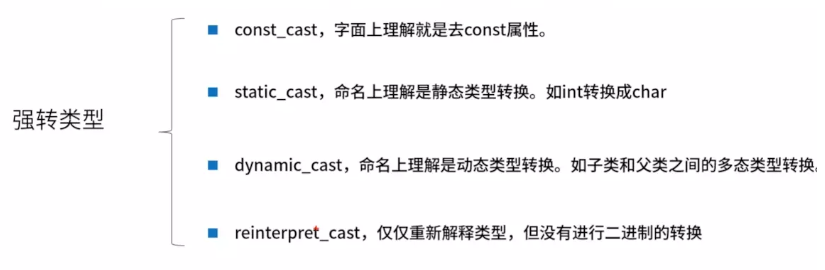 强转类型
const_cast，字面上理解就是去const属性。
static_cast，命名上理解是静态类型转换。如int转换成char
dynamic_cast，命名上理解是动态类型转换。如子类和父类之间的多态类型转换。
reinterpret_cast，仅仅重新解释类型，但没有进行二进制的转换